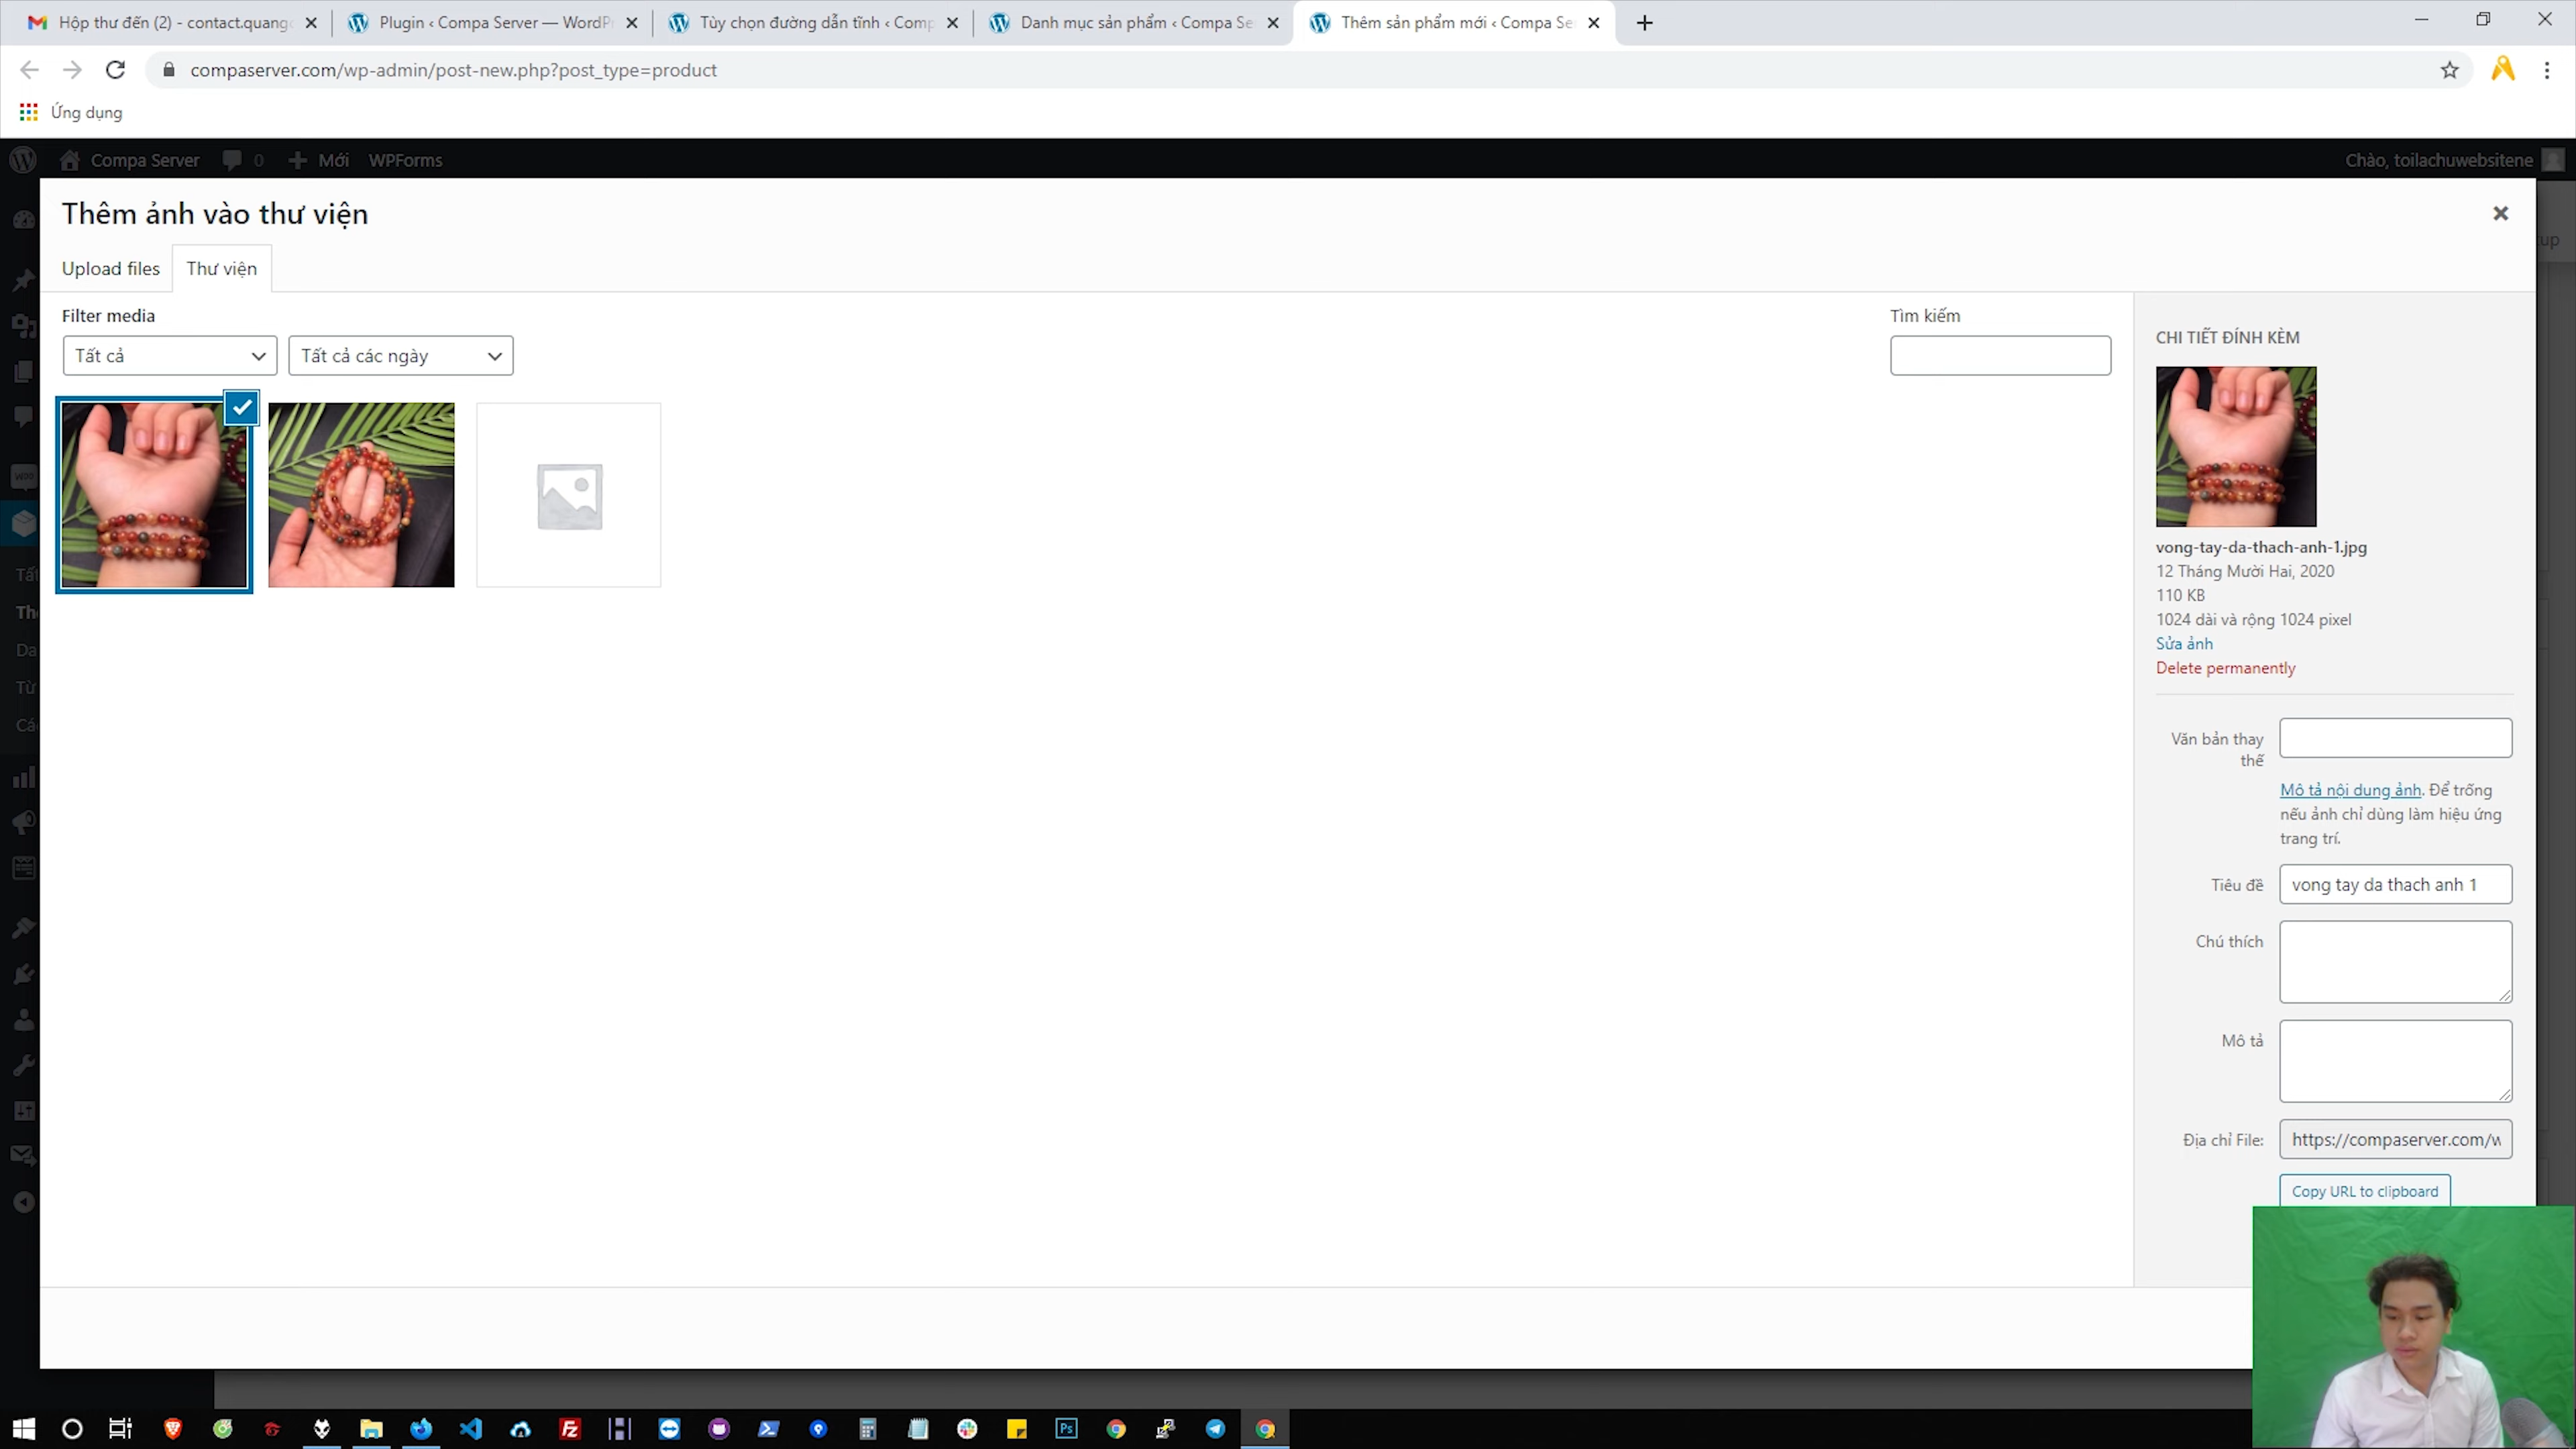 Hộp thư đến (2) - contact.quang
Plugin ‹ Compa Server — WordPr
Tùy chọn đường dẫn tĩnh ‹ Comp
Danh mục sản phẩm ‹ Compa Se
Thêm sản phẩm mới ‹ Compa Se
compaserver.com/wp-admin/post-new.php?post_type=product
Ứng dụng
Compa Server
0
Mới
WPForms
Chào, toilachuwebsitene
Thêm ảnh vào thư viện
Upload files
Thư viện
Filter media
Tìm kiếm
Tất cả
Tất cả các ngày
CHI TIẾT ĐÍNH KÈM
vong-tay-da-thach-anh-1.jpg
12 Tháng Mười Hai, 2020
110 KB
1024 dài và rộng 1024 pixel
Sửa ảnh
Delete permanently
Văn bản thay
thế
Mô tả nội dung ảnh. Để trống
nếu ảnh chỉ dùng làm hiệu ứng
trang trí.
Tiêu đề
vong tay da thach anh 1
Chú thích
Mô tả
Địa chỉ File:
https://compaserver.com/w
Copy URL to clipboard